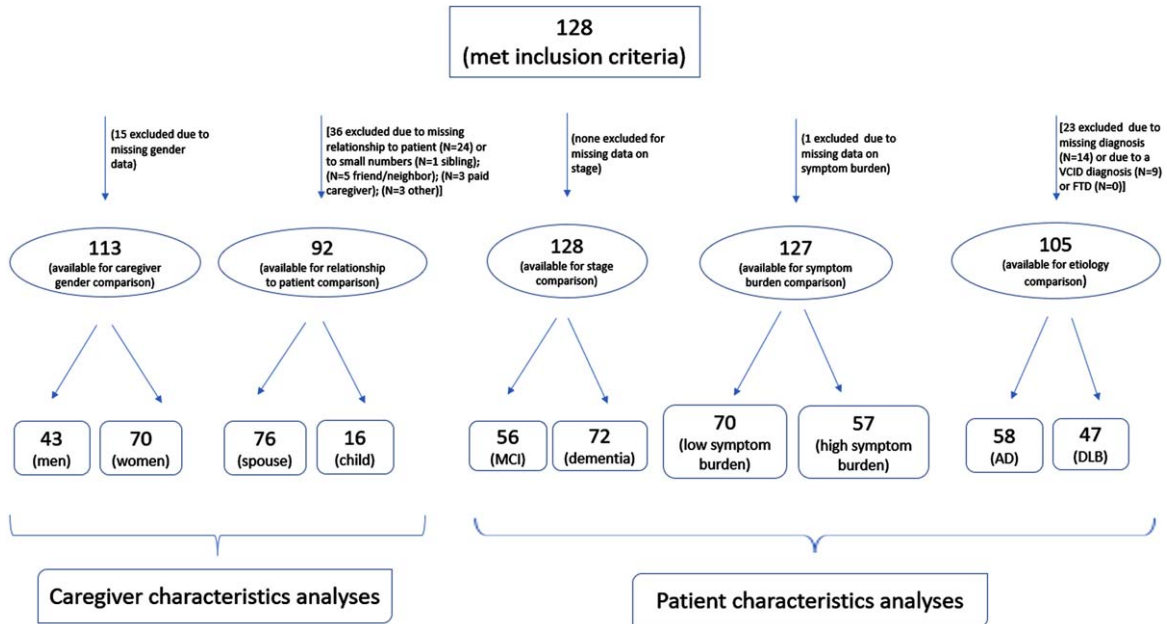 128
(met inclusion criteria)
(15 excluded due to
missing gender
data)
[36 excluded due to missing
relationship to patient (N=24) or
to small numbers (N=1 sibling);
(N=5 friend/neighbor); (N=3 paid
caregiver); (N=3 other)]
(none excluded for
missing data on
stage)
(1 excluded due to
missing data on
symptom burden)
[23 excluded due to
missing diagnosis
(N=14) or due to a
VCID diagnosis (N=9)
or FTD (N=0)]
113
(available for caregiver
gender comparison)
92
(available for relationship
to patient comparison)
128
(available for stage
comparison)
127
(available for symptom
burden comparison)
105
(available for etiology
comparison)
43
(men)
70
(women)
76
(spouse)
16
(child)
56
(MCI)
72
(dementia)
70
(low symptom
burden)
57
(high symptom
burden)
58
(AD)
47
(DLB)
Caregiver characteristics analyses
Patient characteristics analyses